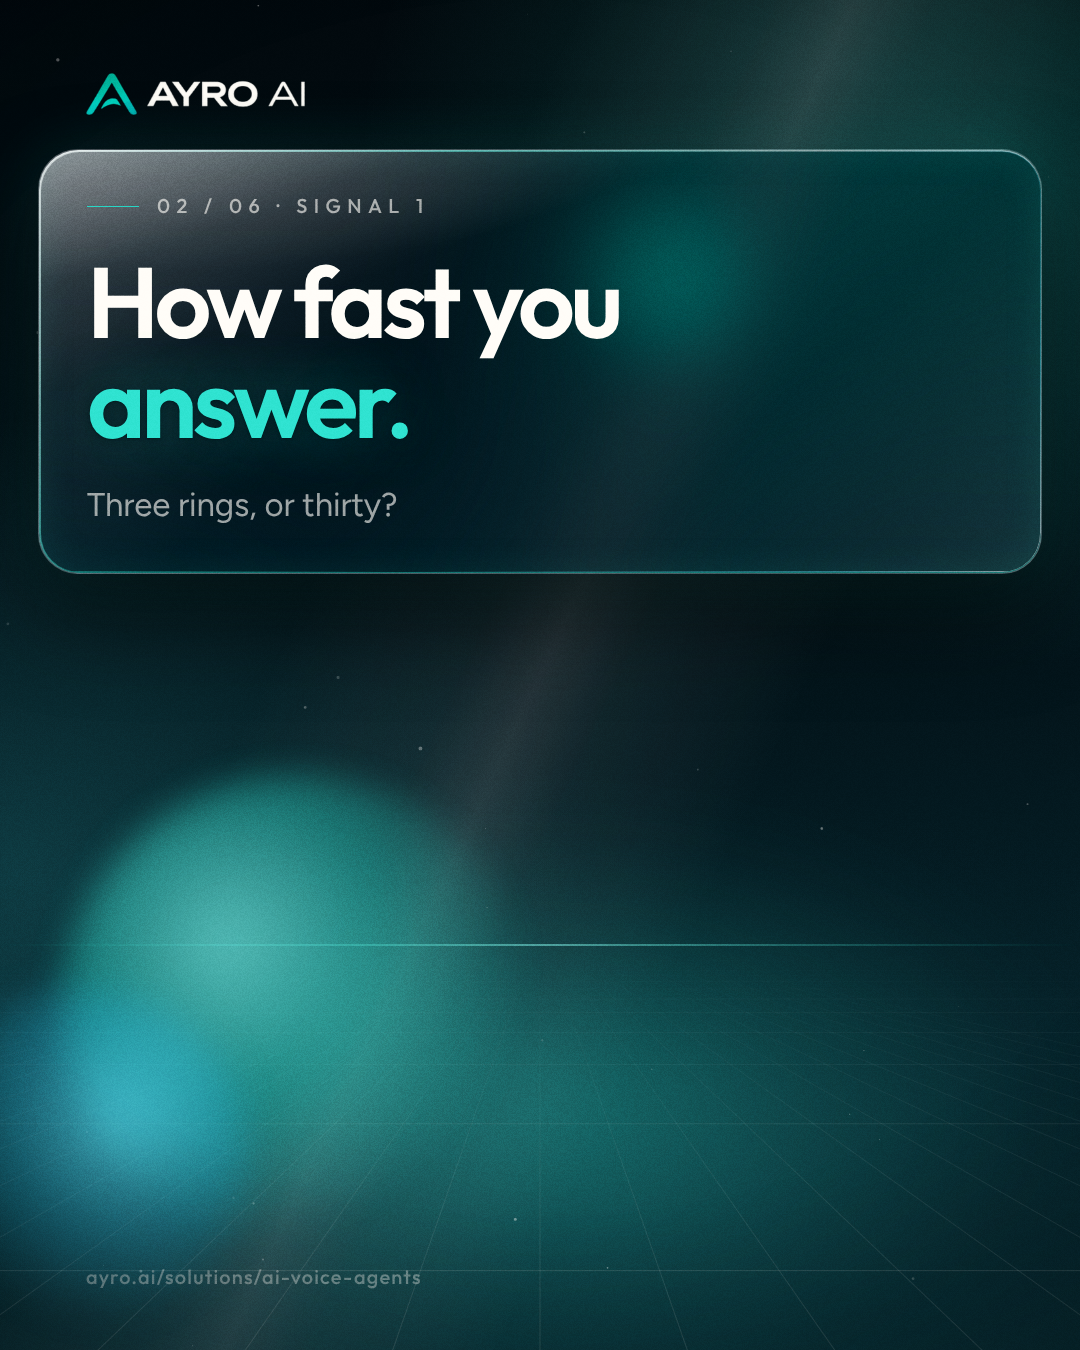 AYRO AI
02 / 06 · SIGNAL 1
How fast you
answer.
Three rings, or thirty?
ayro.ai/solutions/ai-voice-agents